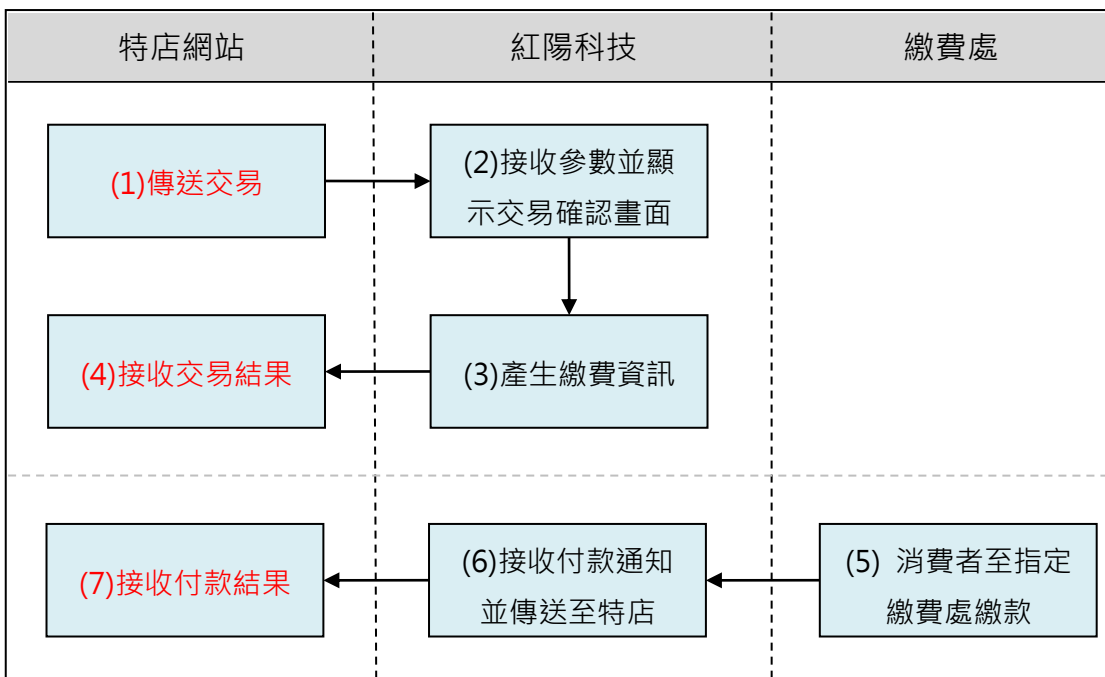 特店網站
紅陽科技
繳費處
(1)傳送交易
(2)接收參數並顯
示交易確認畫面
(4)接收交易結果
(3)產生繳費資訊
(7)接收付款結果
(6)接收付款通知
並傳送至特店
(5) 消費者至指定
繳費處繳款